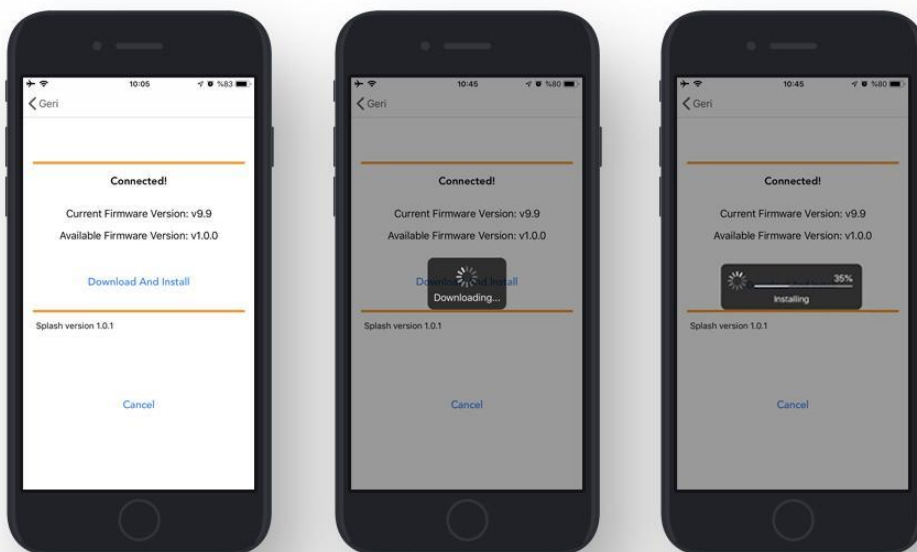 10:05
%83
Geri
Connected!
Current Firmware Version: v9.9
Available Firmware Version: v1.0.0
Download And Install
Splash version 1.0.1
Cancel
10:45
%80
Geri
Connected!
Current Firmware Version: v9.9
Available Firmware Version: v1.0.0
Downloading...
Splash version 1.0.1
Cancel
10:45
%80
Geri
Connected!
Current Firmware Version: v9.9
Available Firmware Version: v1.0.0
35%
Installing
Splash version 1.0.1
Cancel